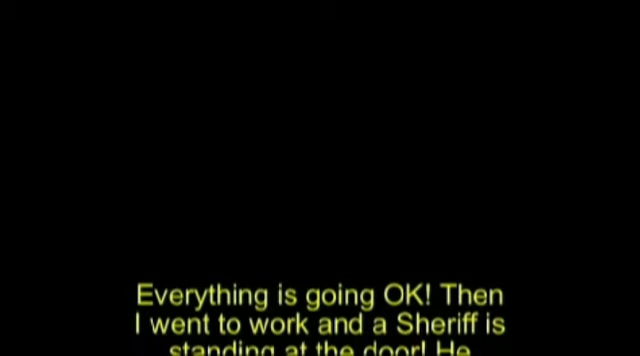 Everything is going OK! Then
I went to work and a Sheriff is
standing at the door! He